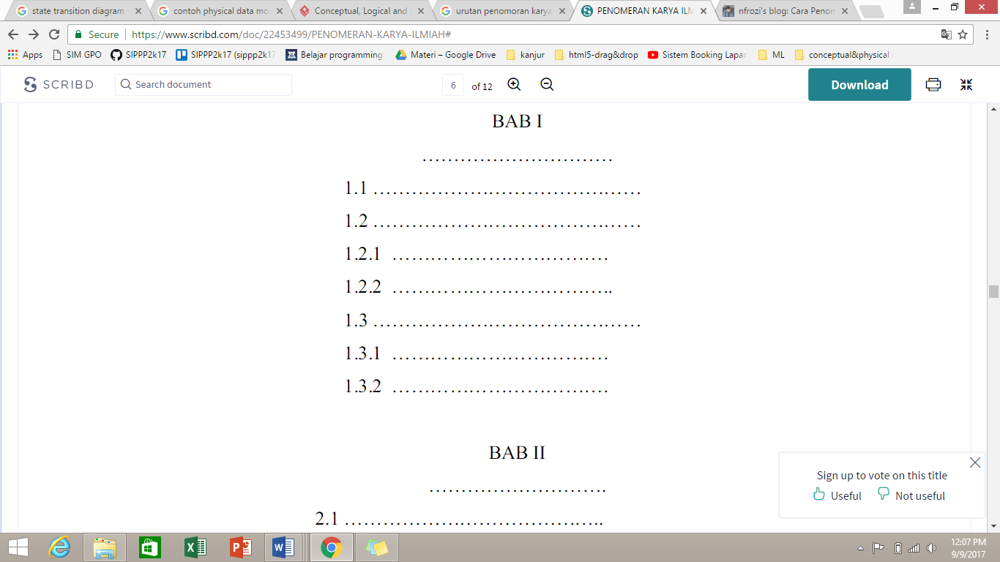 state transition diagram
contoh physical data mo
Conceptual, Logical and
urutan penomoran karya
PENOMERAN KARYA ILM
nfrozi's blog: Cara Penom
Secure https://www.scribd.com/doc/22453499/PENOMERAN-KARYA-ILMIAH#
Apps SIM GPO SIPPP2k17 SIPPP2k17 (sippp2k17 Belajar programming Materi – Google Drive kanjur html5-drag&drop Sistem Booking Lapan ML conceptual&physical
SCRIBD Search document 6 of 12 Download
BAB I
…………………………
1.1 ……………………………………
1.2 ……………………………………
1.2.1 ……………………………
1.2.2 ……………………………..
1.3 ……………………………………
1.3.1 ……………………………
1.3.2 ……………………………
BAB II
……………………….
2.1 …………………………………..
Sign up to vote on this title
Useful Not useful
12:07 PM
9/9/2017